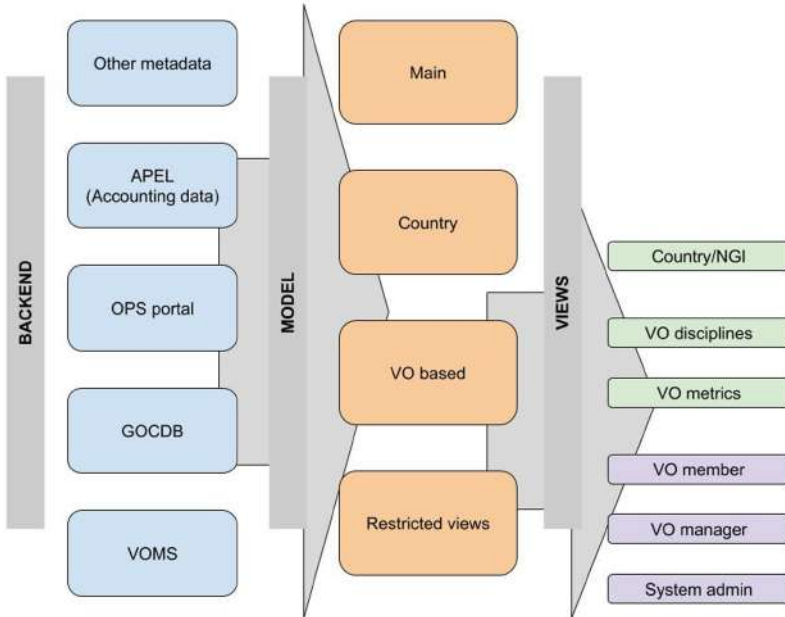 BACKEND
Other metadata
APEL
(Accounting data)
OPS portal
GOCDB
VOMS
MODEL
Main
Country
VO based
Restricted views
VIEWS
Country/NGI
VO disciplines
VO metrics
VO member
VO manager
System admin